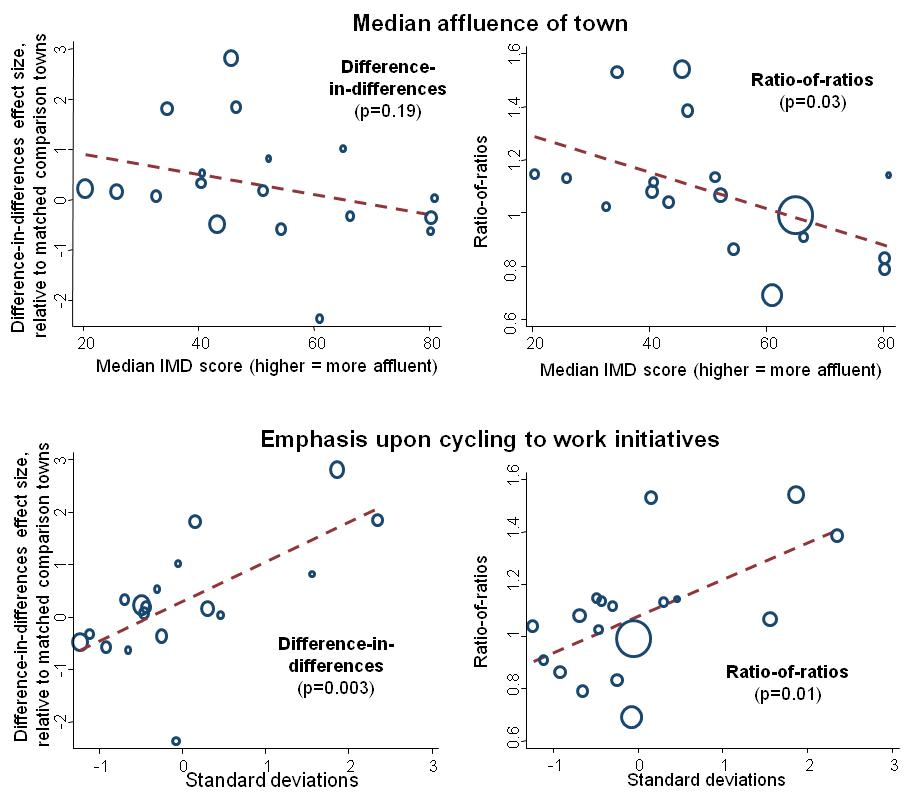 Median affluence of town
Difference-in-differences effect size,
relative to matched comparison towns
3
2
1
0
-1
-2
Difference-
in-differences
(p=0.19)
20
40
60
80
Median IMD score (higher = more affluent)
Ratio-of-ratios
1.6
1.4
1.2
1
0.8
0.6
Ratio-of-ratios
(p=0.03)
20
40
60
80
Median IMD score (higher = more affluent)
Emphasis upon cycling to work initiatives
Difference-in-differences effect size,
relative to matched comparison towns
3
2
1
0
-1
-2
Difference-in-
differences
(p=0.003)
-1
0
1
2
3
Standard deviations
Ratio-of-ratios
1.6
1.4
1.2
1
0.8
0.6
Ratio-of-ratios
(p=0.01)
-1
0
1
2
3
Standard deviations